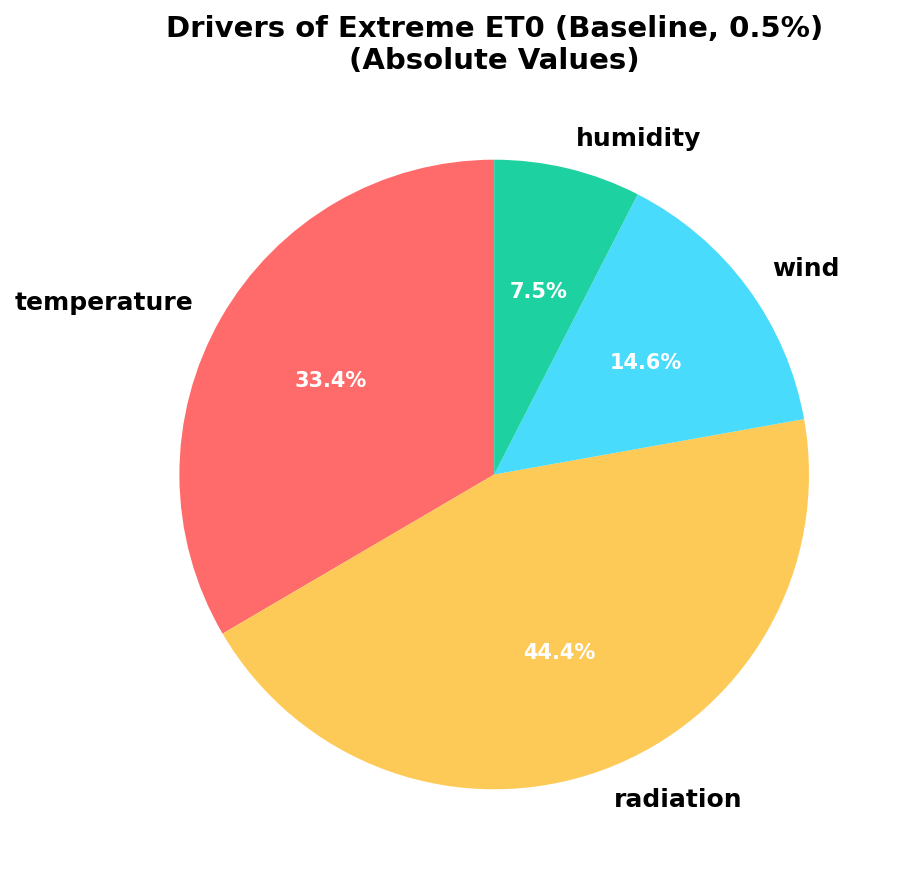 Drivers of Extreme ET0 (Baseline, 0.5%)
(Absolute Values)
humidity
wind
temperature
7.5%
14.6%
33.4%
44.4%
radiation